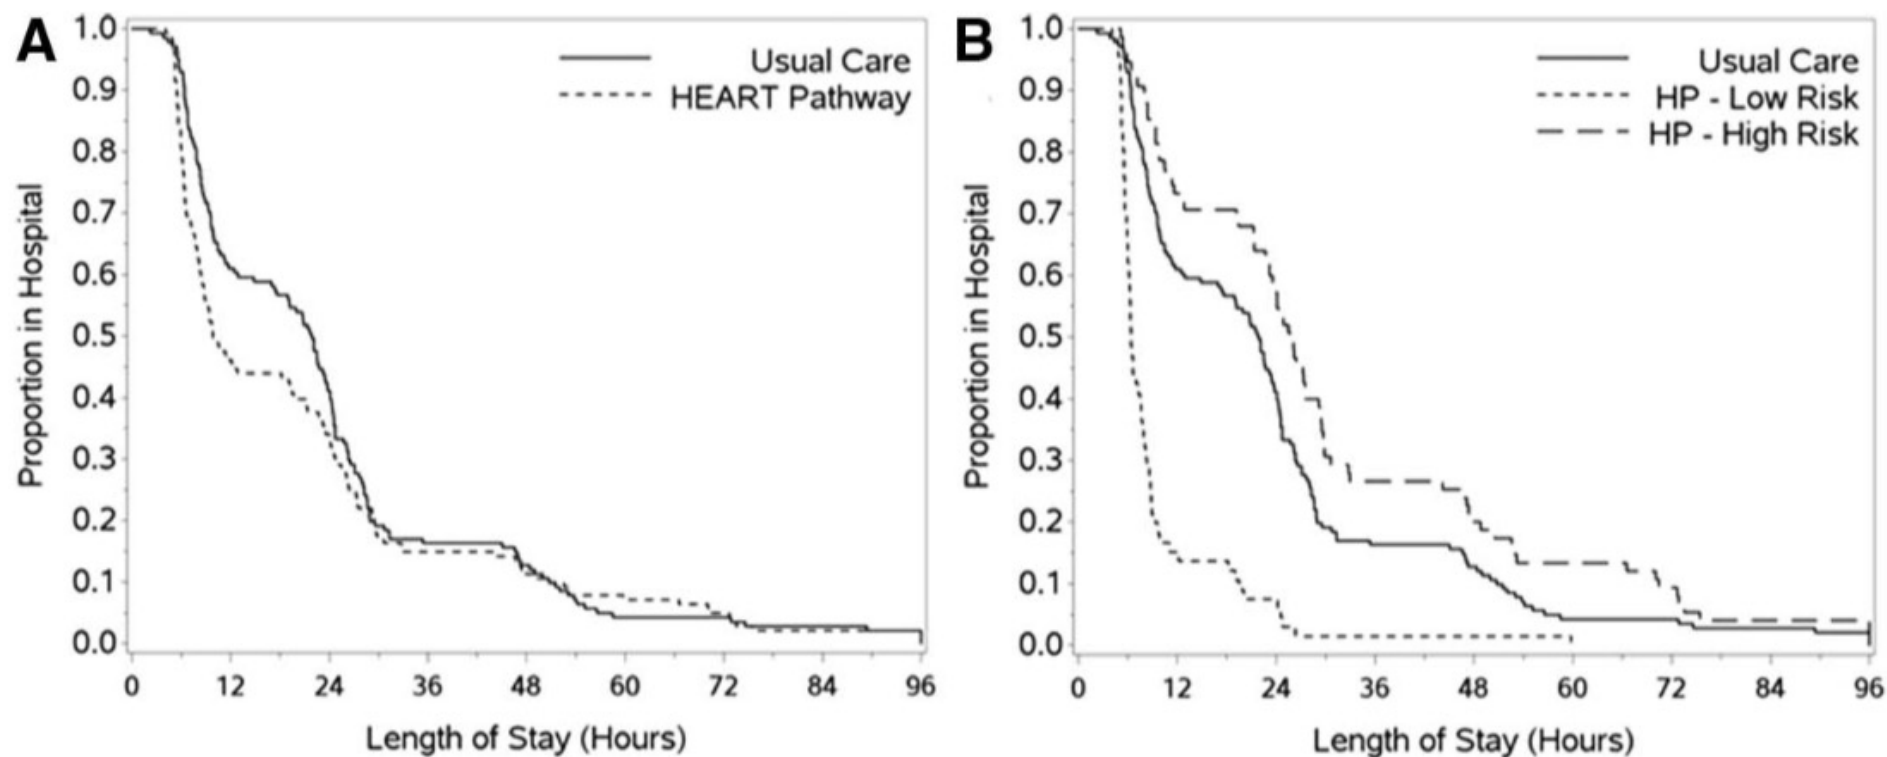 A
1.0
0.9
0.8
0.7
0.6
0.5
0.4
0.3
0.2
0.1
0.0
Proportion in Hospital
Usual Care
HEART Pathway
0 12 24 36 48 60 72 84 96
Length of Stay (Hours)
B
1.0
0.9
0.8
0.7
0.6
0.5
0.4
0.3
0.2
0.1
0.0
Proportion in Hospital
Usual Care
HP - Low Risk
HP - High Risk
0 12 24 36 48 60 72 84 96
Length of Stay (Hours)